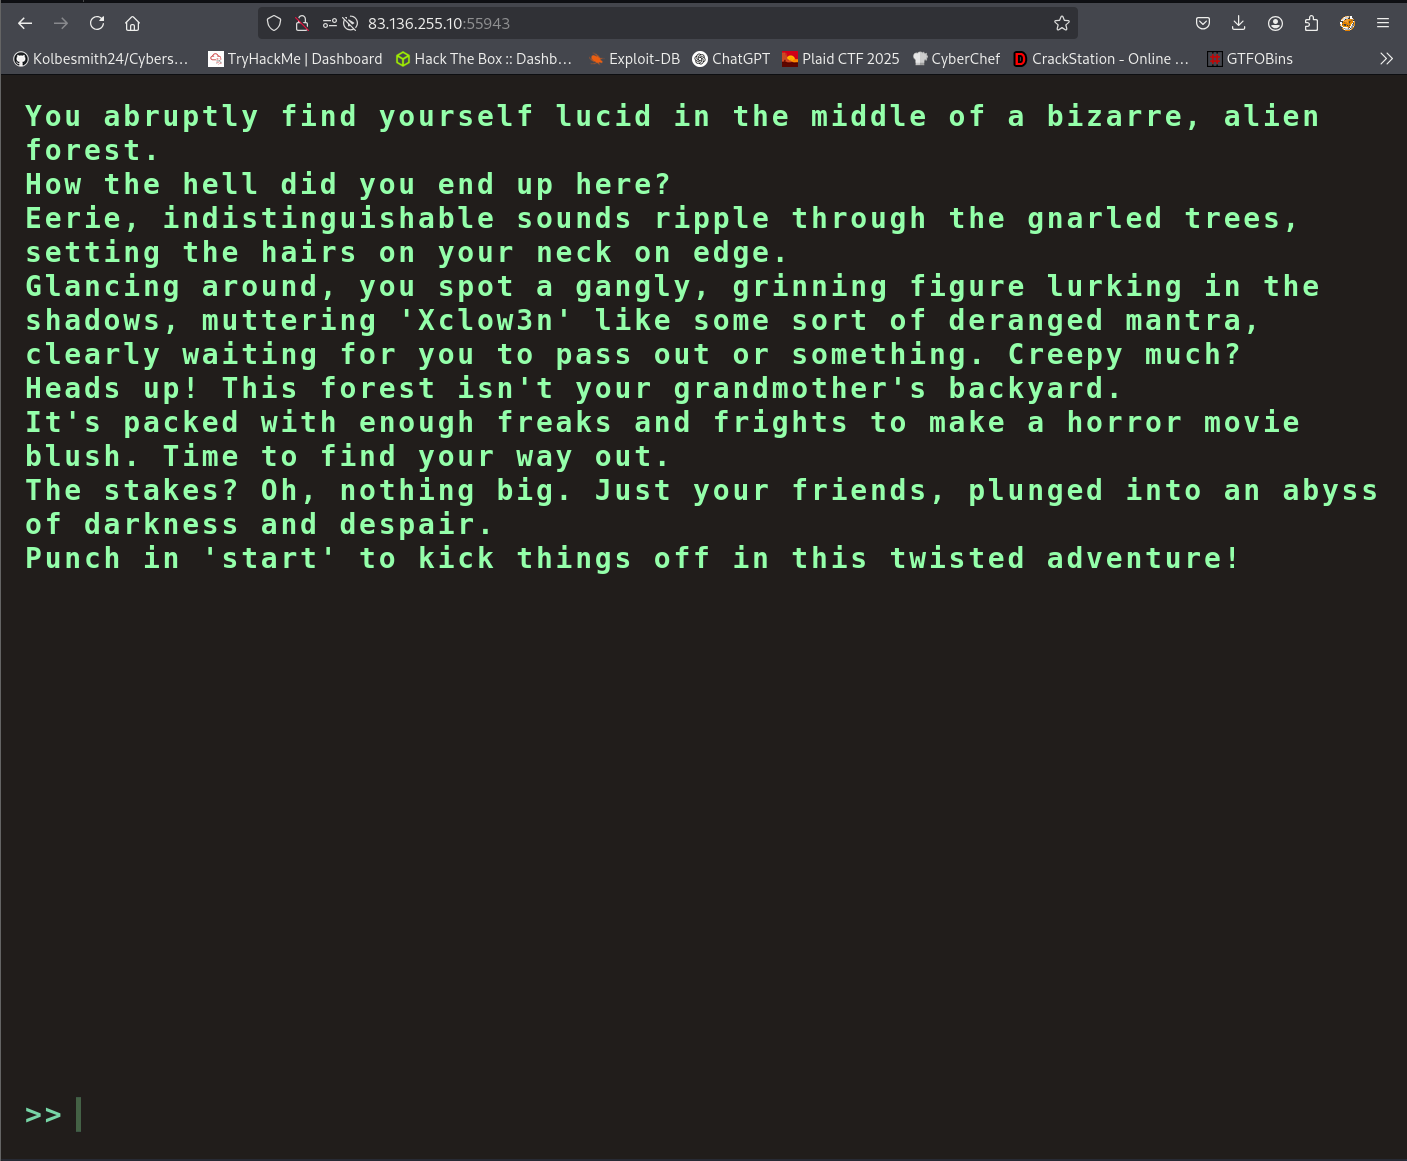 83.136.255.10:55943
Kolbesmith24/Cybers...
TryHackMe | Dashboard
Hack The Box :: Dashb...
Exploit-DB
ChatGPT
Plaid CTF 2025
CyberChef
CrackStation - Online ...
GTFOBins
You abruptly find yourself lucid in the middle of a bizarre, alien
forest.
How the hell did you end up here?
Eerie, indistinguishable sounds ripple through the gnarled trees,
setting the hairs on your neck on edge.
Glancing around, you spot a gangly, grinning figure lurking in the
shadows, muttering 'Xclow3n' like some sort of deranged mantra,
clearly waiting for you to pass out or something. Creepy much?
Heads up! This forest isn't your grandmother's backyard.
It's packed with enough freaks and frights to make a horror movie
blush. Time to find your way out.
The stakes? Oh, nothing big. Just your friends, plunged into an abyss
of darkness and despair.
Punch in 'start' to kick things off in this twisted adventure!
>>